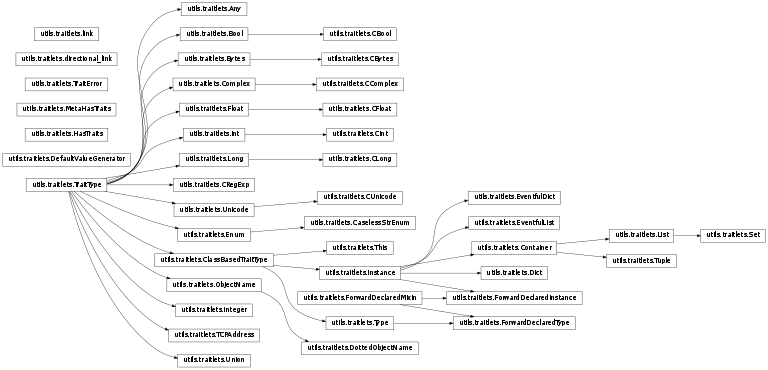 utils.traitlets.Any
utils.traitlets.link
utils.traitlets.Bool
utils.traitlets.CBool
utils.traitlets.directional_link
utils.traitlets.Bytes
utils.traitlets.CBytes
utils.traitlets.TraitError
utils.traitlets.Complex
utils.traitlets.CComplex
utils.traitlets.MetaHasTraits
utils.traitlets.Float
utils.traitlets.CFloat
utils.traitlets.HasTraits
utils.traitlets.Int
utils.traitlets.CInt
utils.traitlets.DefaultValueGenerator
utils.traitlets.Long
utils.traitlets.CLong
utils.traitlets.TraitType
utils.traitlets.CRegExp
utils.traitlets.CUnicode
utils.traitlets.EventfulDict
utils.traitlets.Unicode
utils.traitlets.CaselessStrEnum
utils.traitlets.EventfulList
utils.traitlets.Enum
utils.traitlets.List
utils.traitlets.Set
utils.traitlets.This
utils.traitlets.Container
utils.traitlets.ClassBasedTraitType
utils.traitlets.Tuple
utils.traitlets.Instance
utils.traitlets.Dict
utils.traitlets.ObjectName
utils.traitlets.ForwardDeclaredMixin
utils.traitlets.ForwardDeclaredInstance
utils.traitlets.Integer
utils.traitlets.Type
utils.traitlets.ForwardDeclaredType
utils.traitlets.TCPAddress
utils.traitlets.DottedObjectName
utils.traitlets.Union